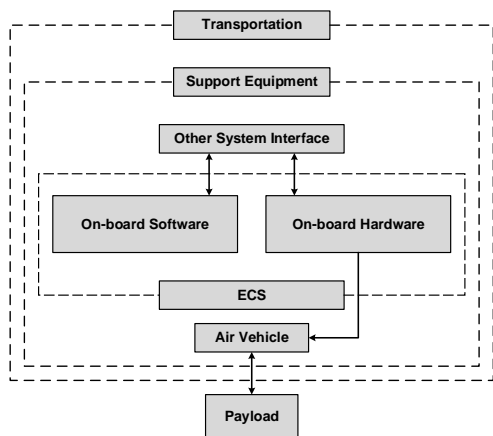 Transportation
Support Equipment
Other System Interface
On-board Software
On-board Hardware
ECS
Air Vehicle
Payload